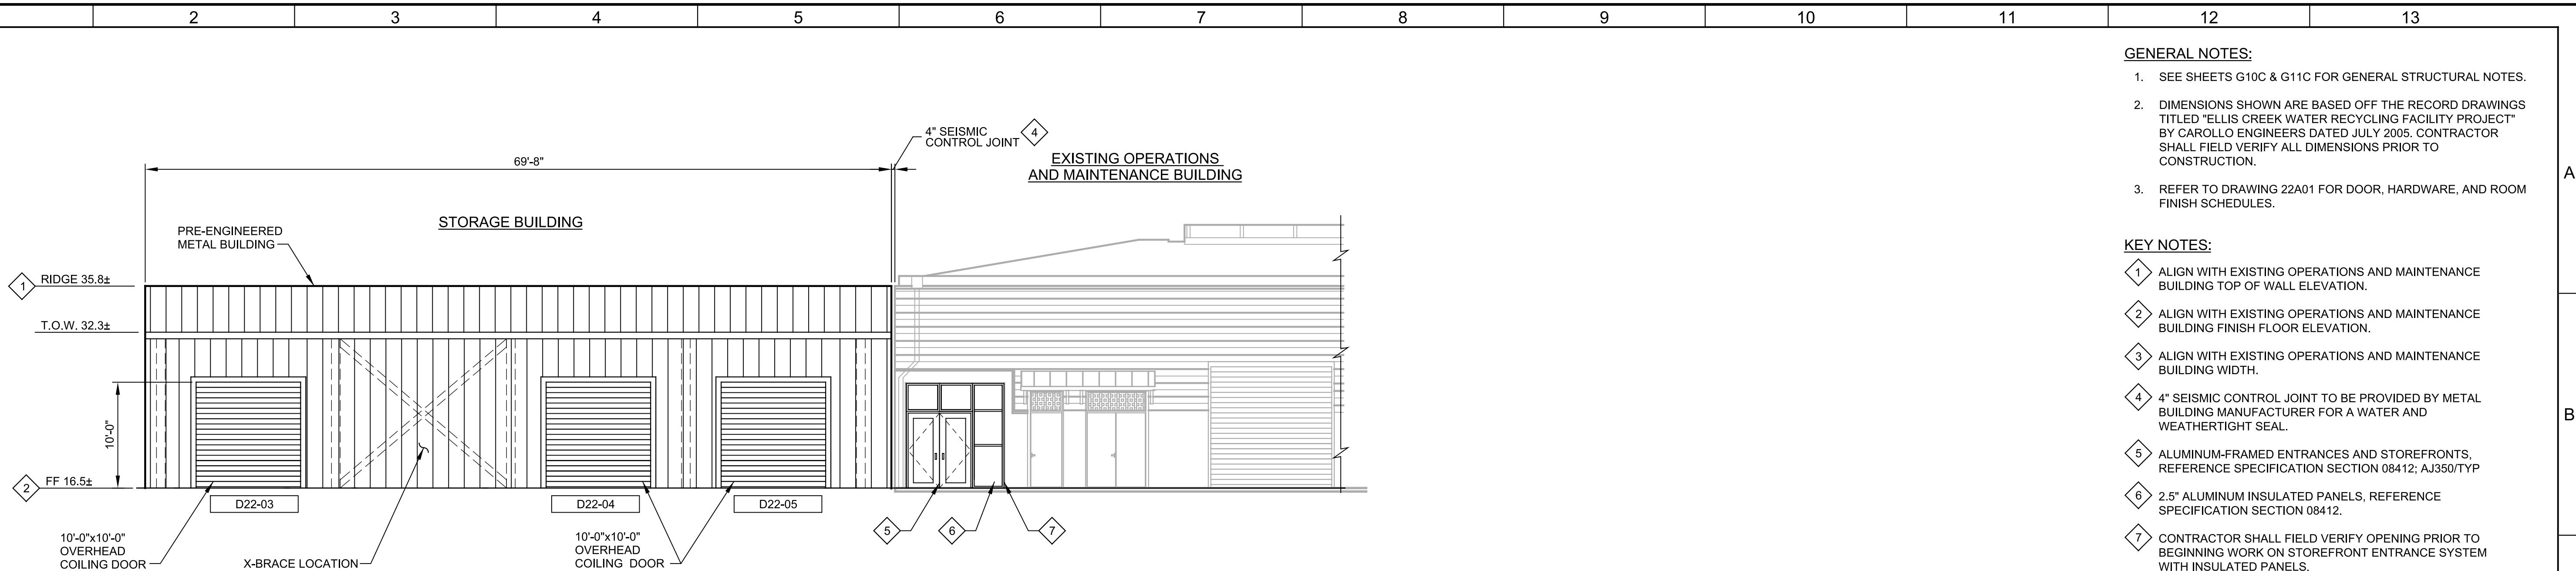 2 3 4 5 6 7 8 9 10 11 12 13
4" SEISMIC
CONTROL JOINT
4
69'-8"
EXISTING OPERATIONS
AND MAINTENANCE BUILDING
STORAGE BUILDING
PRE-ENGINEERED
METAL BUILDING
1
RIDGE 35.8±
T.O.W. 32.3±
10'-0"
2
FF 16.5±
D22-03
D22-04
D22-05
5
6
7
10'-0"x10'-0"
OVERHEAD
COILING DOOR
X-BRACE LOCATION
10'-0"x10'-0"
OVERHEAD
COILING DOOR
GENERAL NOTES:
1. SEE SHEETS G10C & G11C FOR GENERAL STRUCTURAL NOTES.
2. DIMENSIONS SHOWN ARE BASED OFF THE RECORD DRAWINGS
TITLED "ELLIS CREEK WATER RECYCLING FACILITY PROJECT"
BY CAROLLO ENGINEERS DATED JULY 2005. CONTRACTOR
SHALL FIELD VERIFY ALL DIMENSIONS PRIOR TO
CONSTRUCTION.
3. REFER TO DRAWING 22A01 FOR DOOR, HARDWARE, AND ROOM
FINISH SCHEDULES.
KEY NOTES:
1 ALIGN WITH EXISTING OPERATIONS AND MAINTENANCE
BUILDING TOP OF WALL ELEVATION.
2 ALIGN WITH EXISTING OPERATIONS AND MAINTENANCE
BUILDING FINISH FLOOR ELEVATION.
3 ALIGN WITH EXISTING OPERATIONS AND MAINTENANCE
BUILDING WIDTH.
4 4" SEISMIC CONTROL JOINT TO BE PROVIDED BY METAL
BUILDING MANUFACTURER FOR A WATER AND
WEATHERTIGHT SEAL.
5 ALUMINUM-FRAMED ENTRANCES AND STOREFRONTS,
REFERENCE SPECIFICATION SECTION 08412; AJ350/TYP
6 2.5" ALUMINUM INSULATED PANELS, REFERENCE
SPECIFICATION SECTION 08412.
7 CONTRACTOR SHALL FIELD VERIFY OPENING PRIOR TO
BEGINNING WORK ON STOREFRONT ENTRANCE SYSTEM
WITH INSULATED PANELS.
A
B